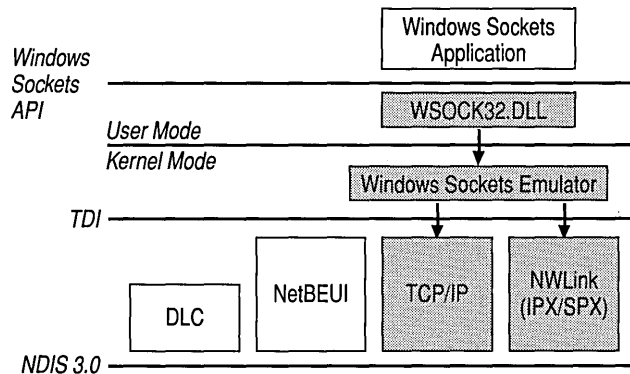 Windows Sockets
Application
Windows
Sockets
API
WSOCK32.DLL
User Mode
Kernel Mode
Windows Sockets Emulator
TDI
DLC
NetBEUI
TCP/IP
NWLink
(IPX/SPX)
NDIS 3.0